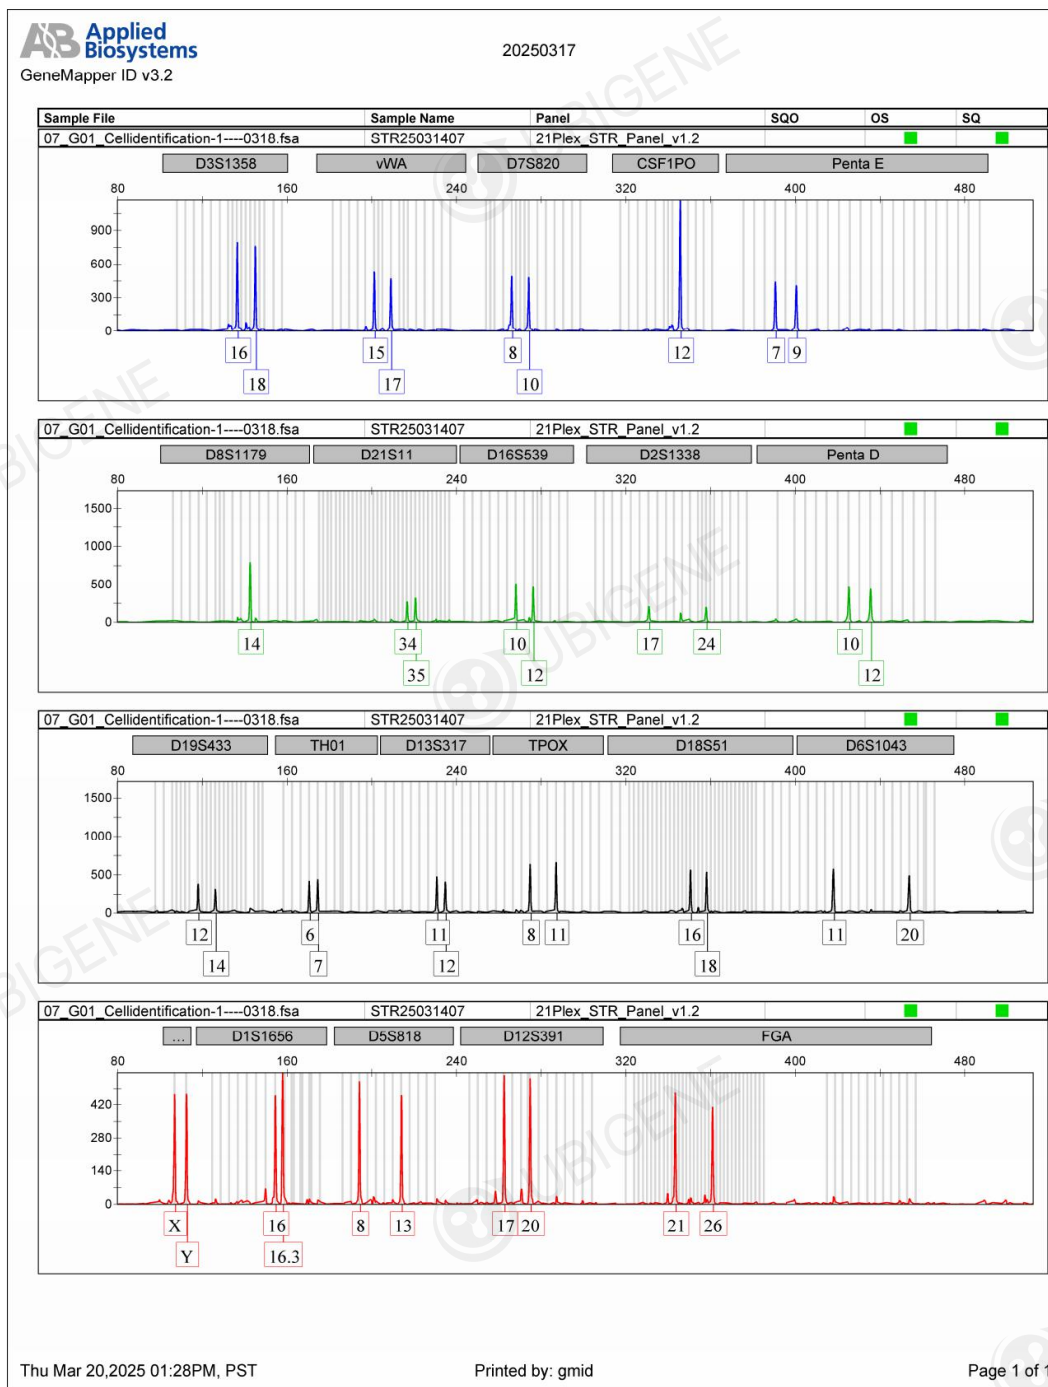 AB Applied Biosystems
GeneMapper ID v3.2
20250317
Sample File Sample Name Panel SQO OS SQ
07_G01_Cellidentification-1----0318.fsa STR25031407 21Plex_STR_Panel_v1.2
D3S1358 vWA D7S820 CSF1PO Penta E
80 160 240 320 400 480
900
600
300
0
16 15 8 12 7 9
18 17 10
07_G01_Cellidentification-1----0318.fsa STR25031407 21Plex_STR_Panel_v1.2
D8S1179 D21S11 D16S539 D2S1338 Penta D
80 160 240 320 400 480
1500
1000
500
0
14 34 10 17 24 10
35 12 12
07_G01_Cellidentification-1----0318.fsa STR25031407 21Plex_STR_Panel_v1.2
D19S433 TH01 D13S317 TPOX D18S51 D6S1043
80 160 240 320 400 480
1500
1000
500
0
12 6 11 8 11 16 11 20
14 7 12 18
07_G01_Cellidentification-1----0318.fsa STR25031407 21Plex_STR_Panel_v1.2
... D1S1656 D5S818 D12S391 FGA
80 160 240 320 400 480
420
280
140
0
X 16 8 13 17 20 21 26
Y 16.3
Thu Mar 20,2025 01:28PM, PST Printed by: gmid Page 1 of 1
UBIGENE
UBIGENE
UBIGENE
UBIGENE
UBIGENE